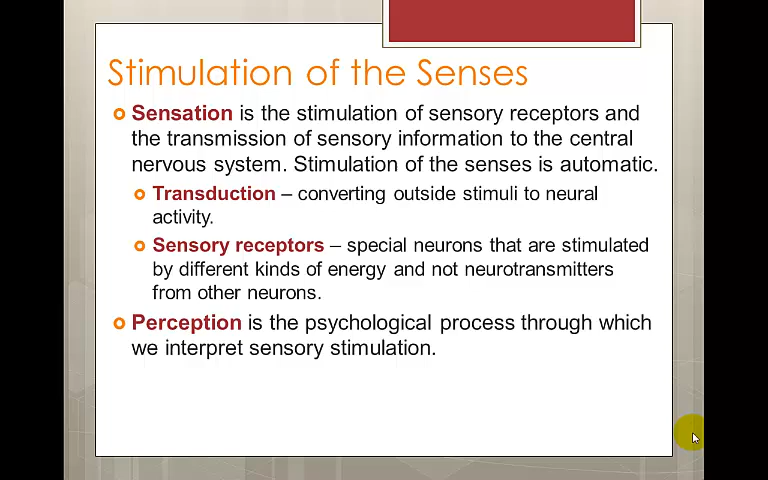 Stimulation of the Senses
Sensation is the stimulation of sensory receptors and
the transmission of sensory information to the central
nervous system. Stimulation of the senses is automatic.
Transduction – converting outside stimuli to neural
activity.
Sensory receptors – special neurons that are stimulated
by different kinds of energy and not neurotransmitters
from other neurons.
Perception is the psychological process through which
we interpret sensory stimulation.